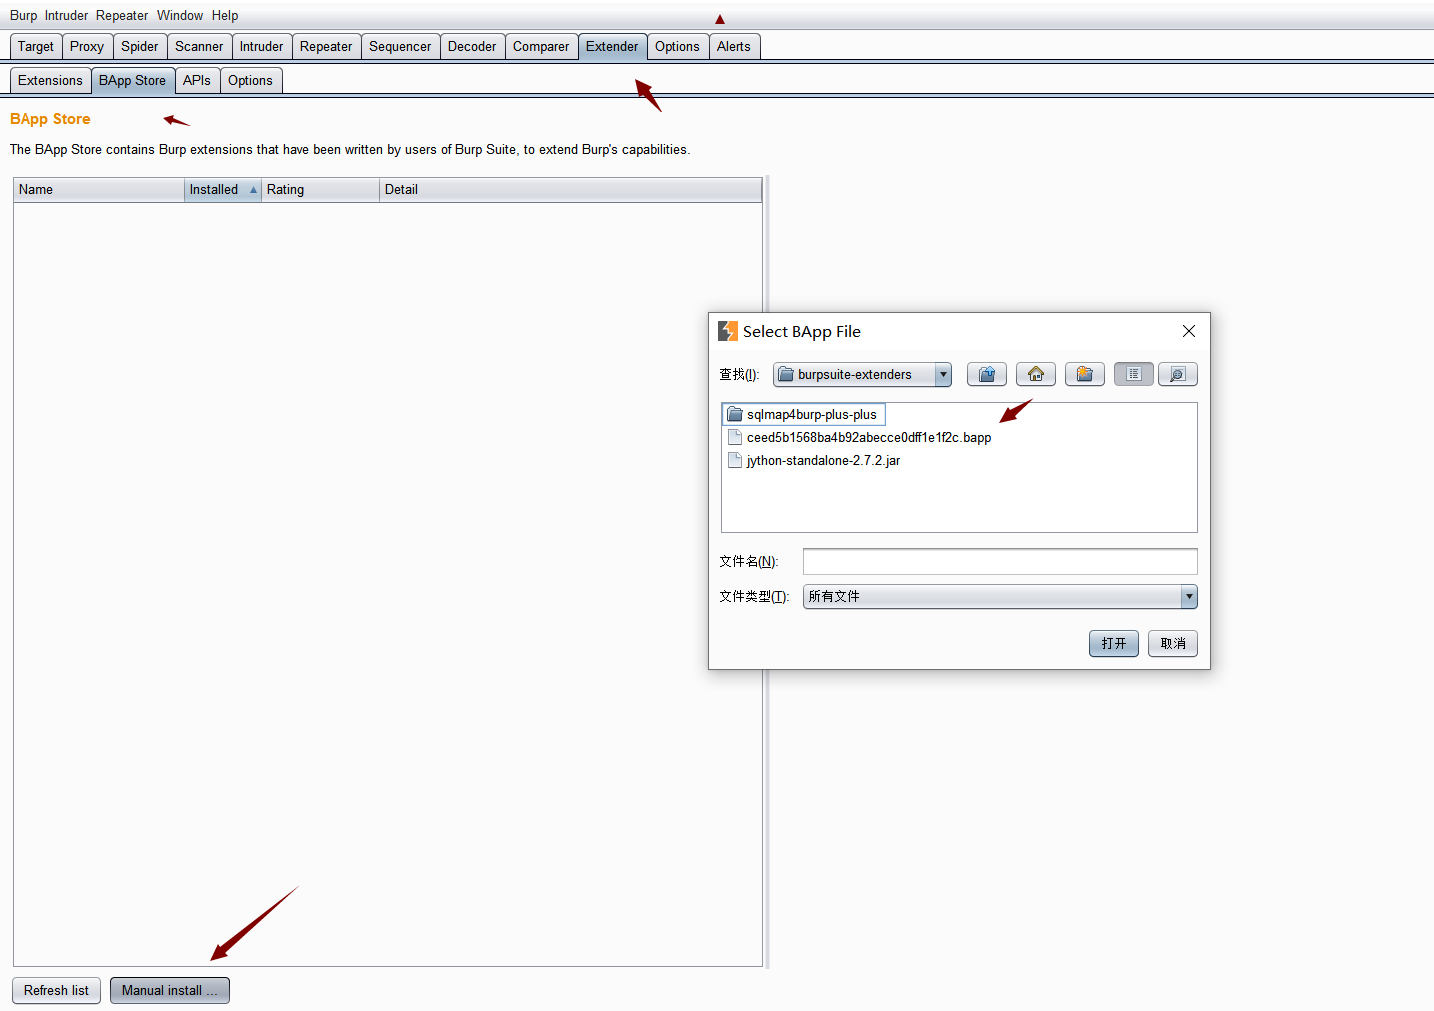 Burp Intruder Repeater Window Help
Target Proxy Spider Scanner Intruder Repeater Sequencer Decoder Comparer Extender Options Alerts
Extensions BApp Store APIs Options
BApp Store
The BApp Store contains Burp extensions that have been written by users of Burp Suite, to extend Burp's capabilities.
Name Installed Rating Detail
Select BApp File
查找(I): burpsuite-extenders
sqlmap4burp-plus-plus
ceed5b1568ba4b92abecce0dff1e1f2c.bapp
jython-standalone-2.7.2.jar
文件名(N):
文件类型(T): 所有文件
打开 取消
Refresh list Manual install ...